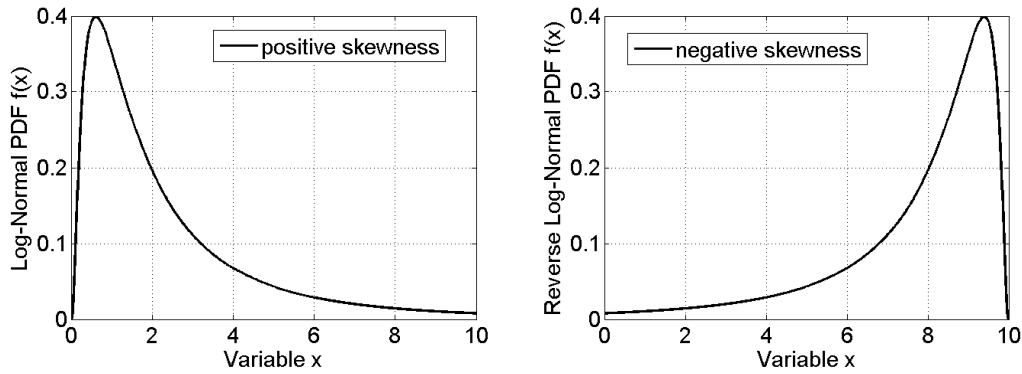 Log-Normal PDF f(x)
0.4
0.3
0.2
0.1
0
positive skewness
0 2 4 6 8 10
Variable x
Reverse Log-Normal PDF f(x)
0.4
0.3
0.2
0.1
0
negative skewness
0 2 4 6 8 10
Variable x